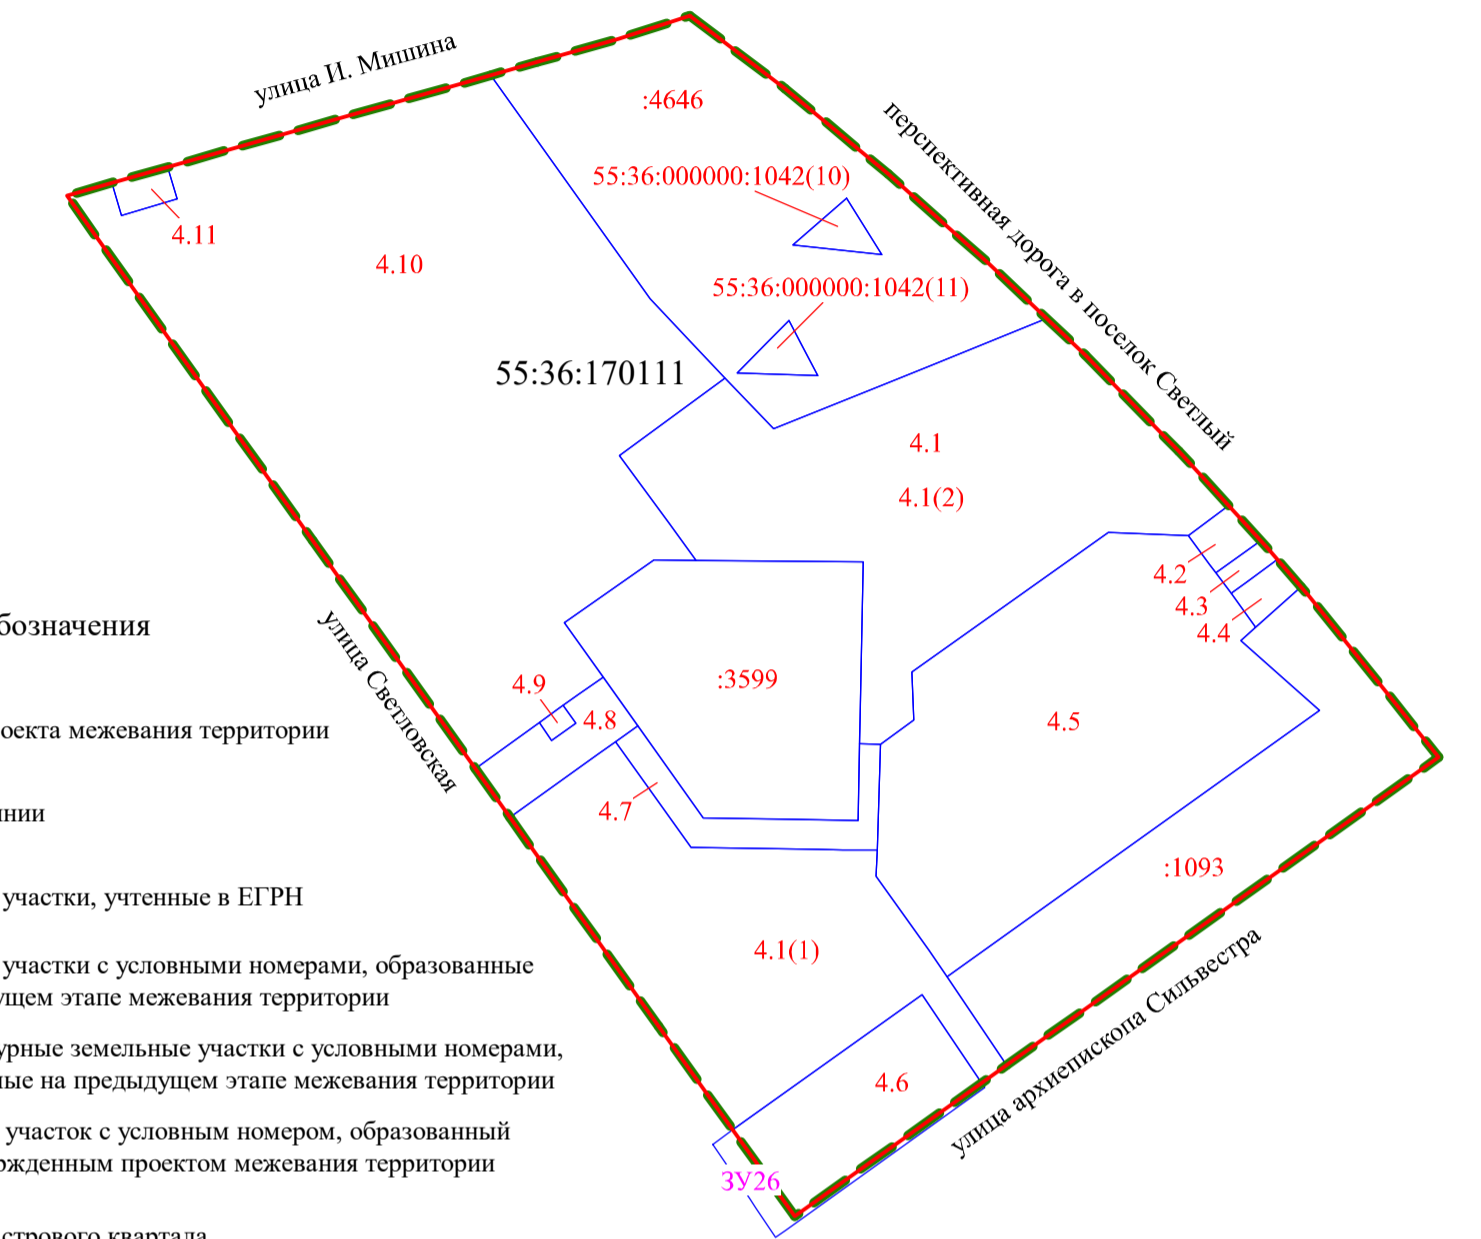 улица И. Мишина
:4646
перспективная дорога в поселок Светлый
55:36:000000:1042(10)
4.11
4.10
55:36:000000:1042(11)
55:36:170111
4.1
4.1(2)
4.2
4.3
4.4
улица Светловская
:3599
4.9
4.8
4.5
4.7
:1093
4.1(1)
4.6
улица архиепископа Сильвестра
ЗУ26
бозначения
оекта межевания территории
нии
участки, учтенные в ЕГРН
участки с условными номерами, образованные
ущем этапе межевания территории
урные земельные участки с условными номерами,
ные на предыдущем этапе межевания территории
участок с условным номером, образованный
ржденным проектом межевания территории
стрового квартала